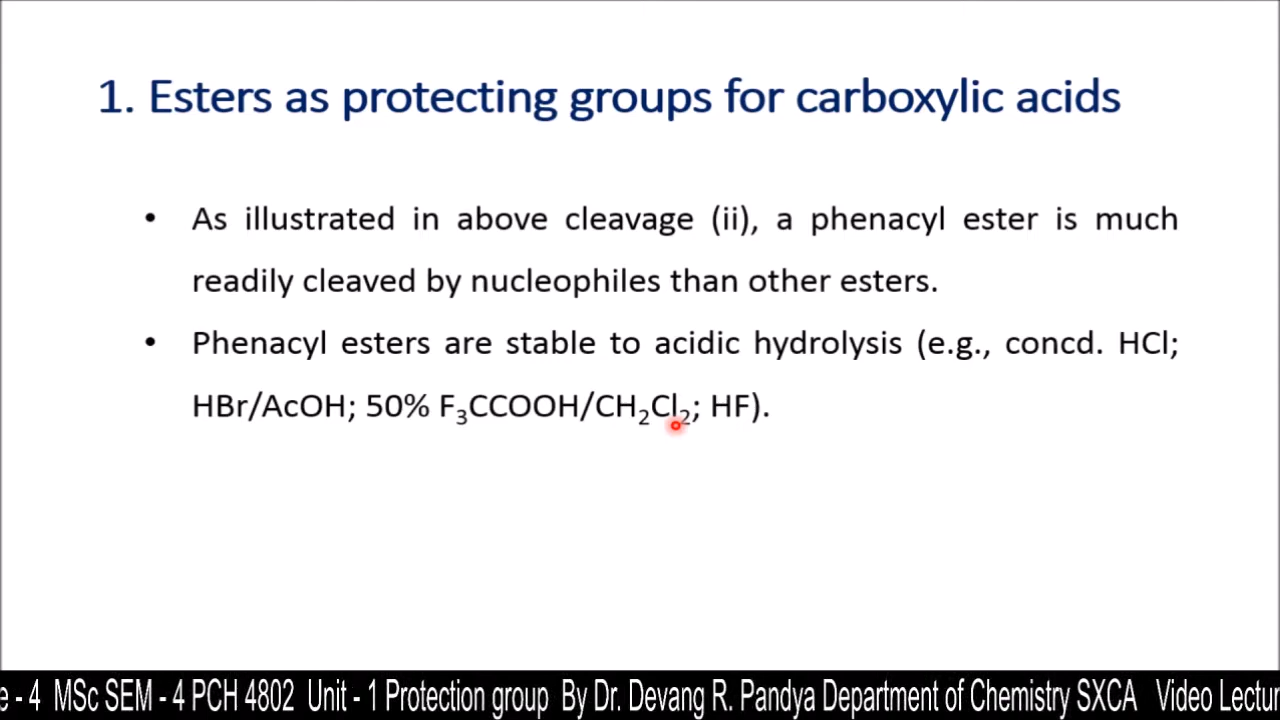 1. Esters as protecting groups for carboxylic acids
• As illustrated in above cleavage (ii), a phenacyl ester is much
readily cleaved by nucleophiles than other esters.
• Phenacyl esters are stable to acidic hydrolysis (e.g., concd. HCl;
HBr/AcOH; 50% F₃CCOOH/CH₂Cl₂; HF).
e - 4 MSc SEM - 4 PCH 4802 Unit - 1 Protection group By Dr. Devang R. Pandya Department of Chemistry SXCA Video Lectur